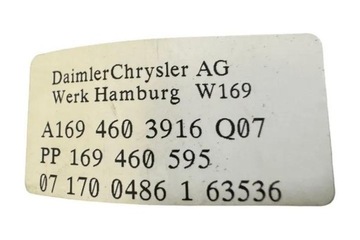 DaimlerChrysler AG
Werk Hamburg W169
A169 460 3916 Q07
PP 169 460 595
07 170 0486 1 63536